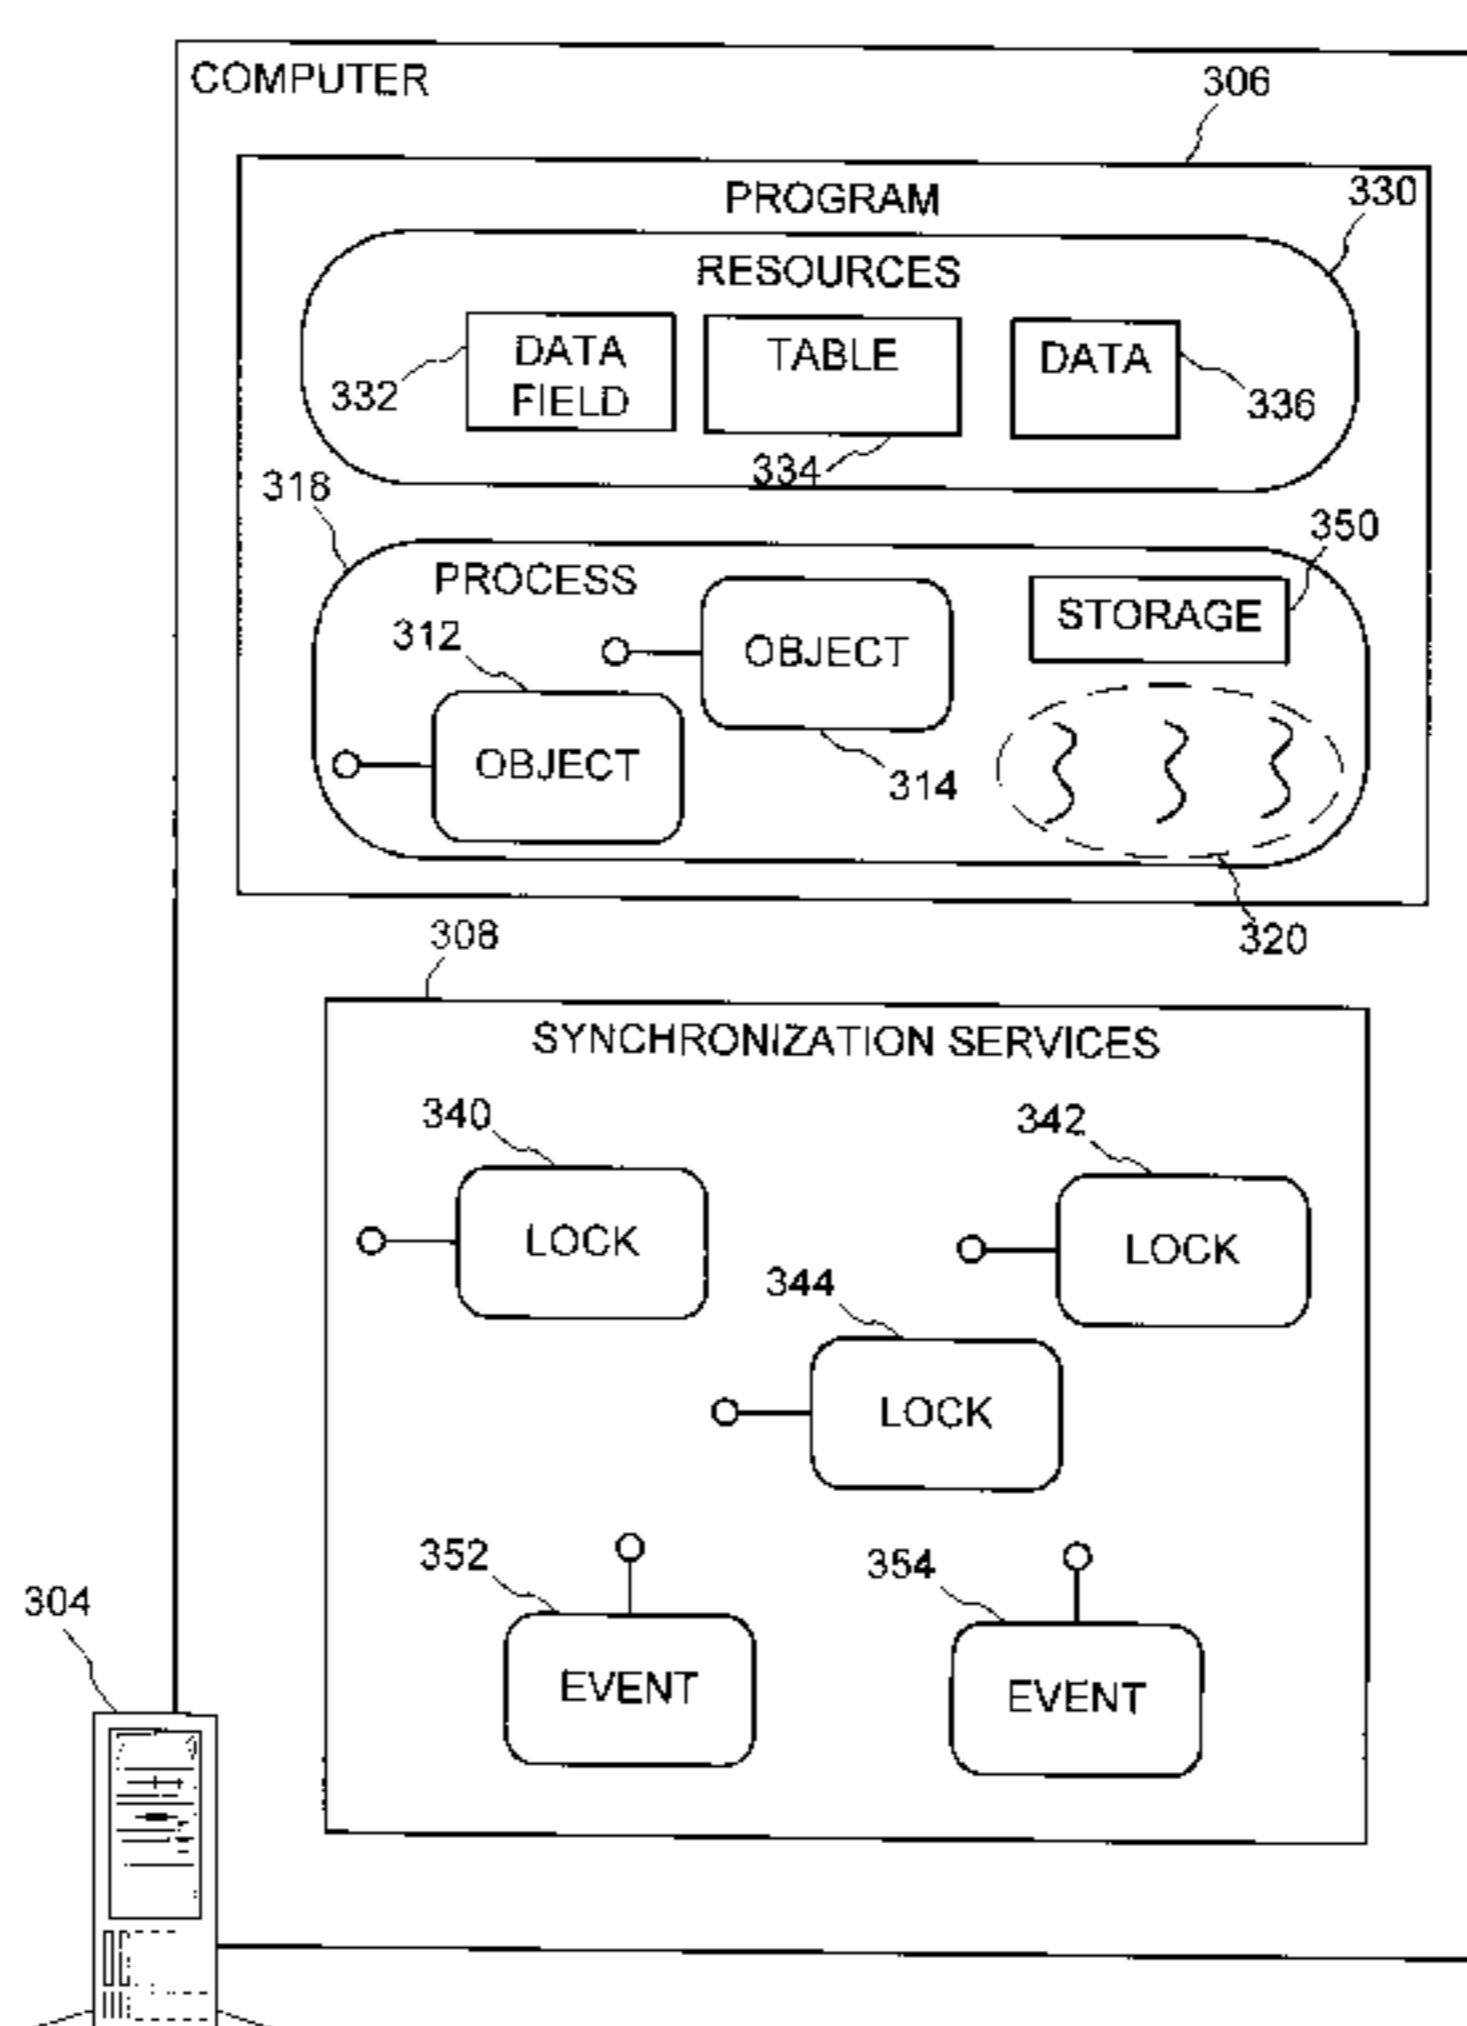 COMPUTER
306
PROGRAM
330
RESOURCES
DATA
FIELD
TABLE
DATA
332
336
334
318
350
PROCESS
STORAGE
312
OBJECT
OBJECT
314
320
308
SYNCHRONIZATION SERVICES
340
342
LOCK
LOCK
344
LOCK
352
354
304
EVENT
EVENT